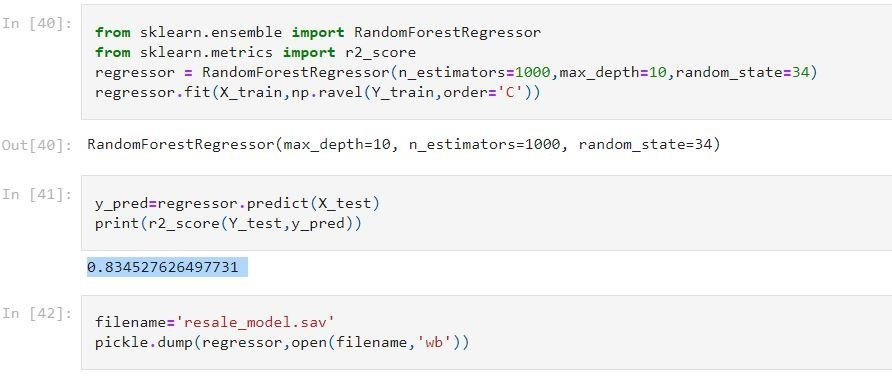 In [40]:
from sklearn.ensemble import RandomForestRegressor
from sklearn.metrics import r2_score
regressor = RandomForestRegressor(n_estimators=1000,max_depth=10,random_state=34)
regressor.fit(X_train,np.ravel(Y_train,order='C'))
Out[40]: RandomForestRegressor(max_depth=10, n_estimators=1000, random_state=34)
In [41]:
y_pred=regressor.predict(X_test)
print(r2_score(Y_test,y_pred))
0.834527626497731
In [42]:
filename='resale_model.sav'
pickle.dump(regressor,open(filename,'wb'))